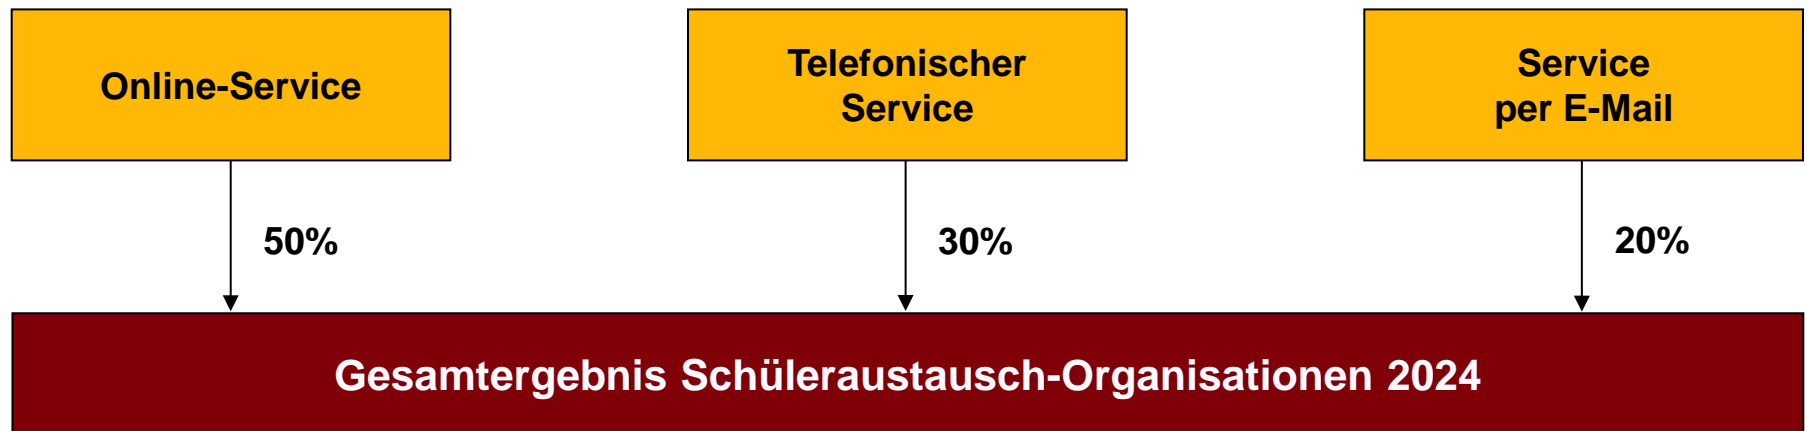 Online-Service
Telefonischer
Service
Service
per E-Mail
50%
30%
20%
Gesamtergebnis Schüleraustausch-Organisationen 2024